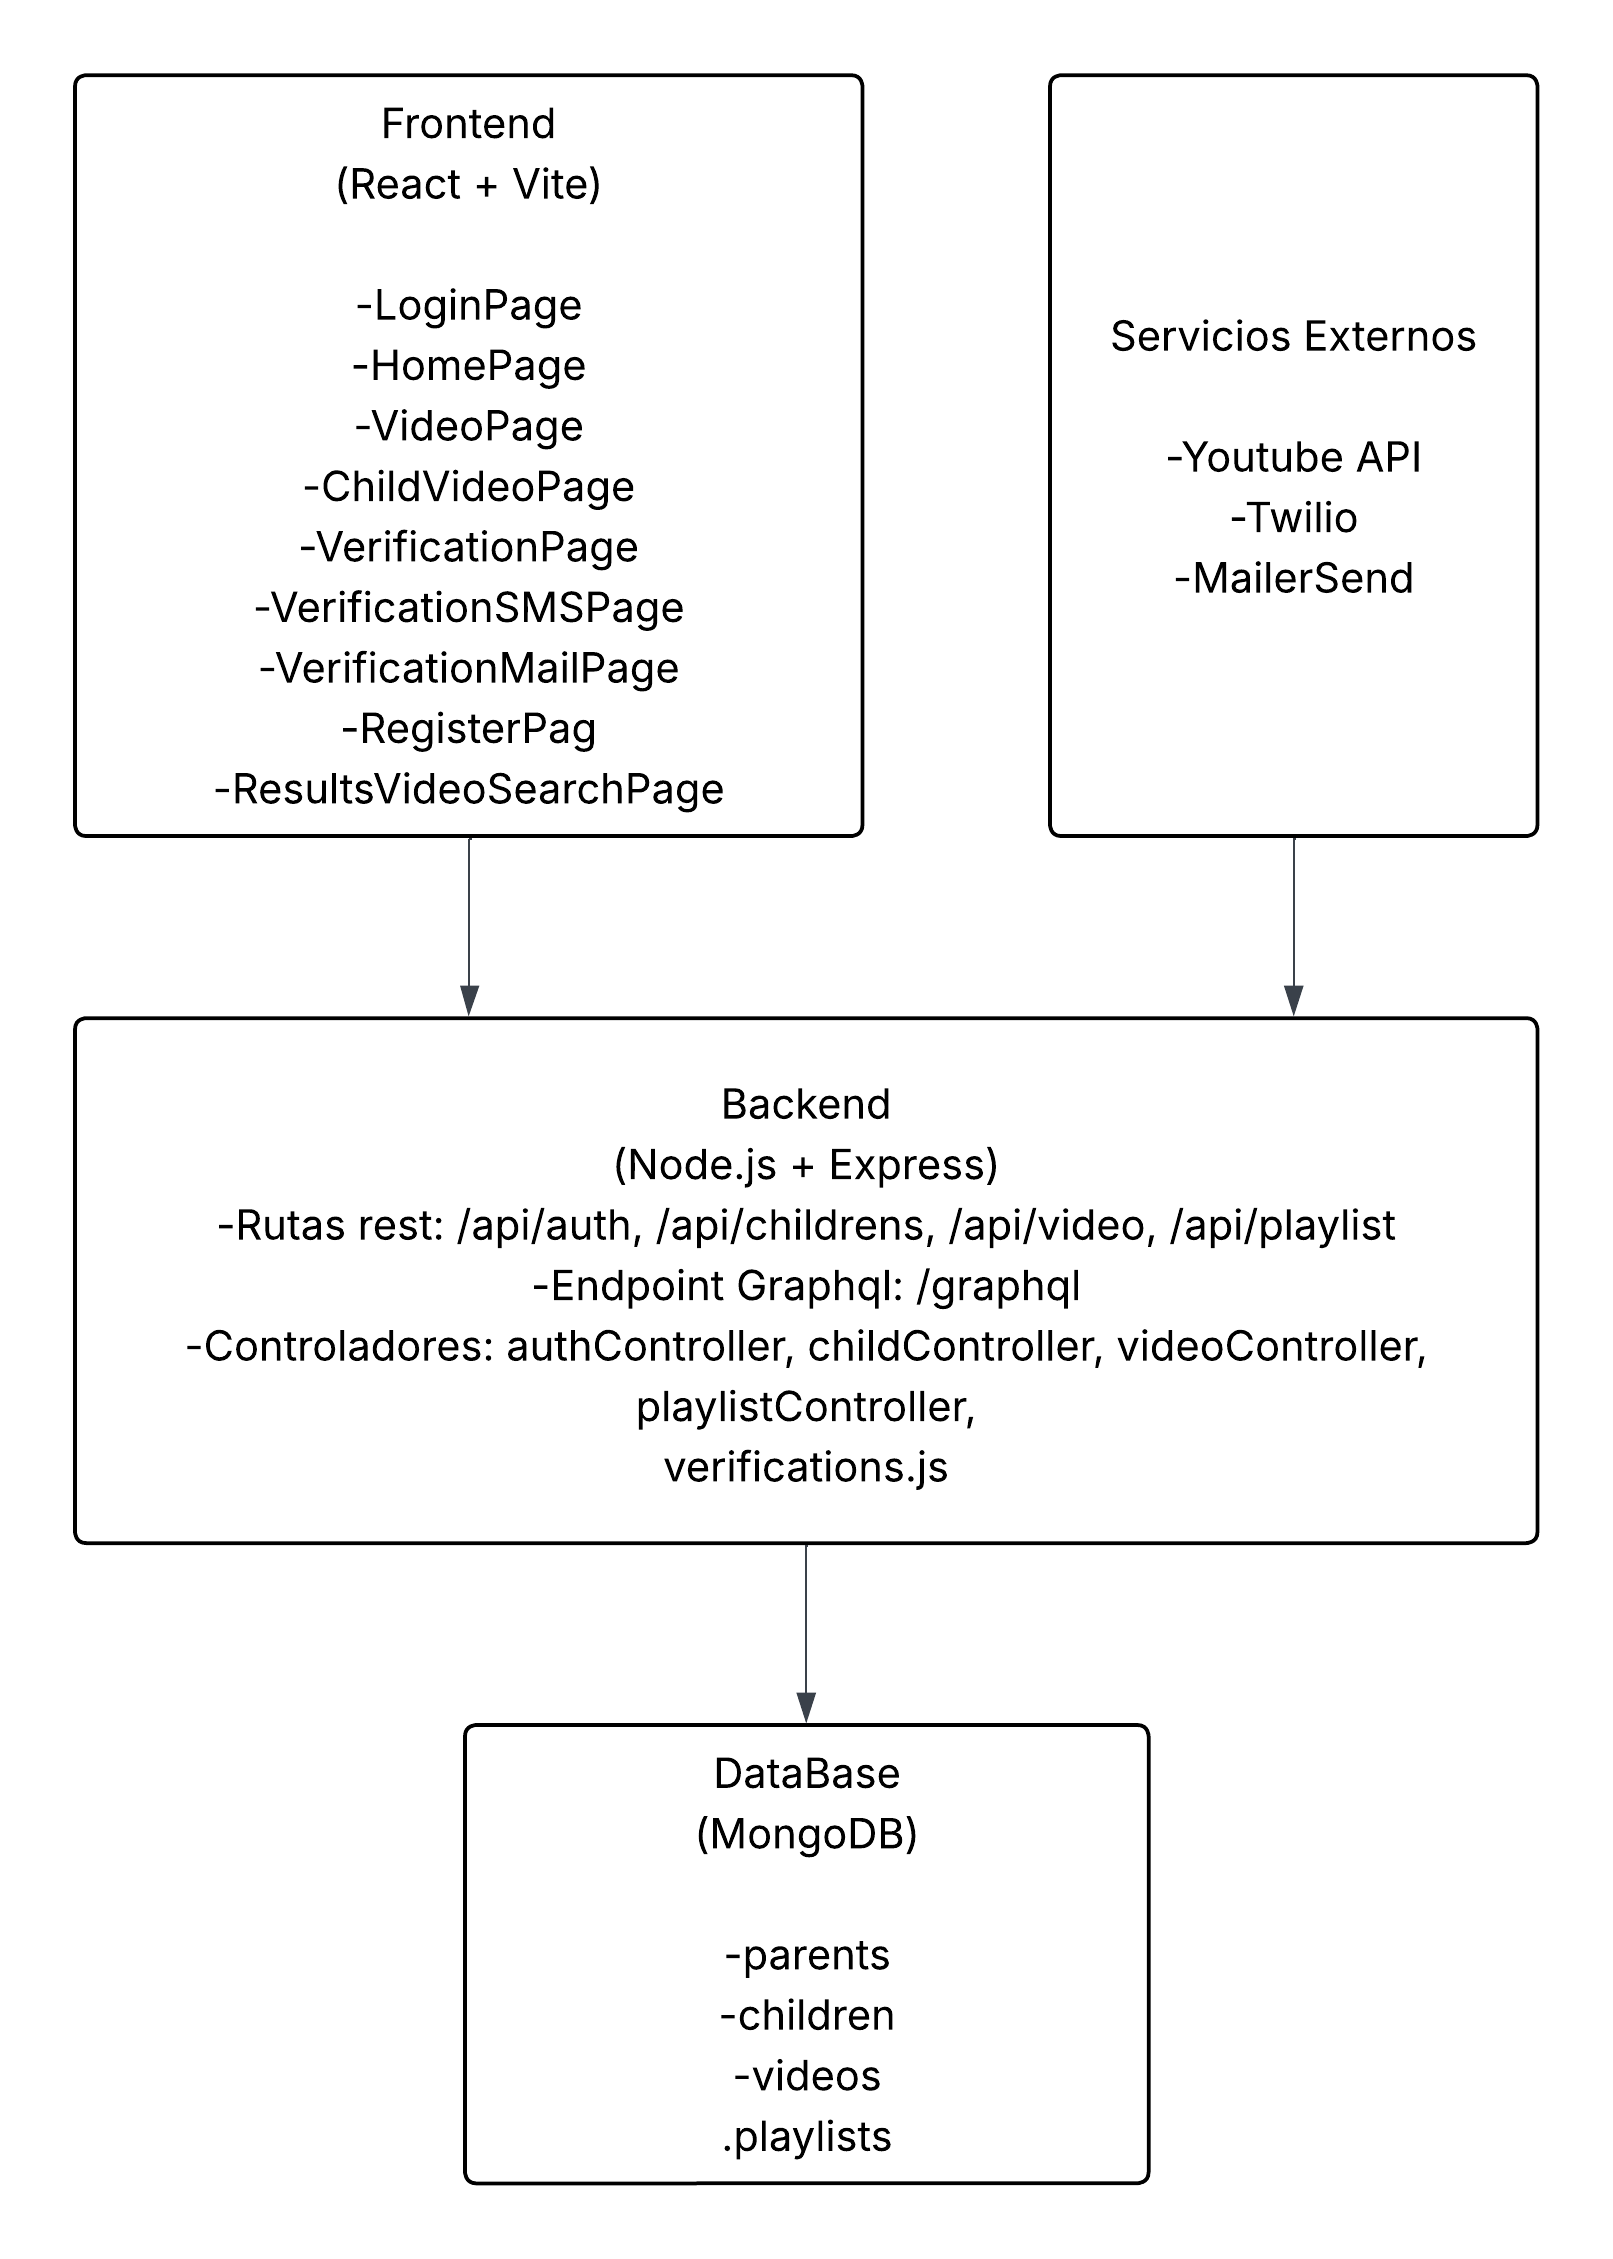 Frontend
(React + Vite)
-LoginPage
-HomePage
-VideoPage
-ChildVideoPage
-VerificationPage
-VerificationSMSPage
-VerificationMailPage
-RegisterPag
-ResultsVideoSearchPage
Servicios Externos
-Youtube API
-Twilio
-MailerSend
Backend
(Node.js + Express)
-Rutas rest: /api/auth, /api/childrens, /api/video, /api/playlist
-Endpoint Graphql: /graphql
-Controladores: authController, childController, videoController,
playlistController,
verifications.js
DataBase
(MongoDB)
-parents
-children
-videos
.playlists